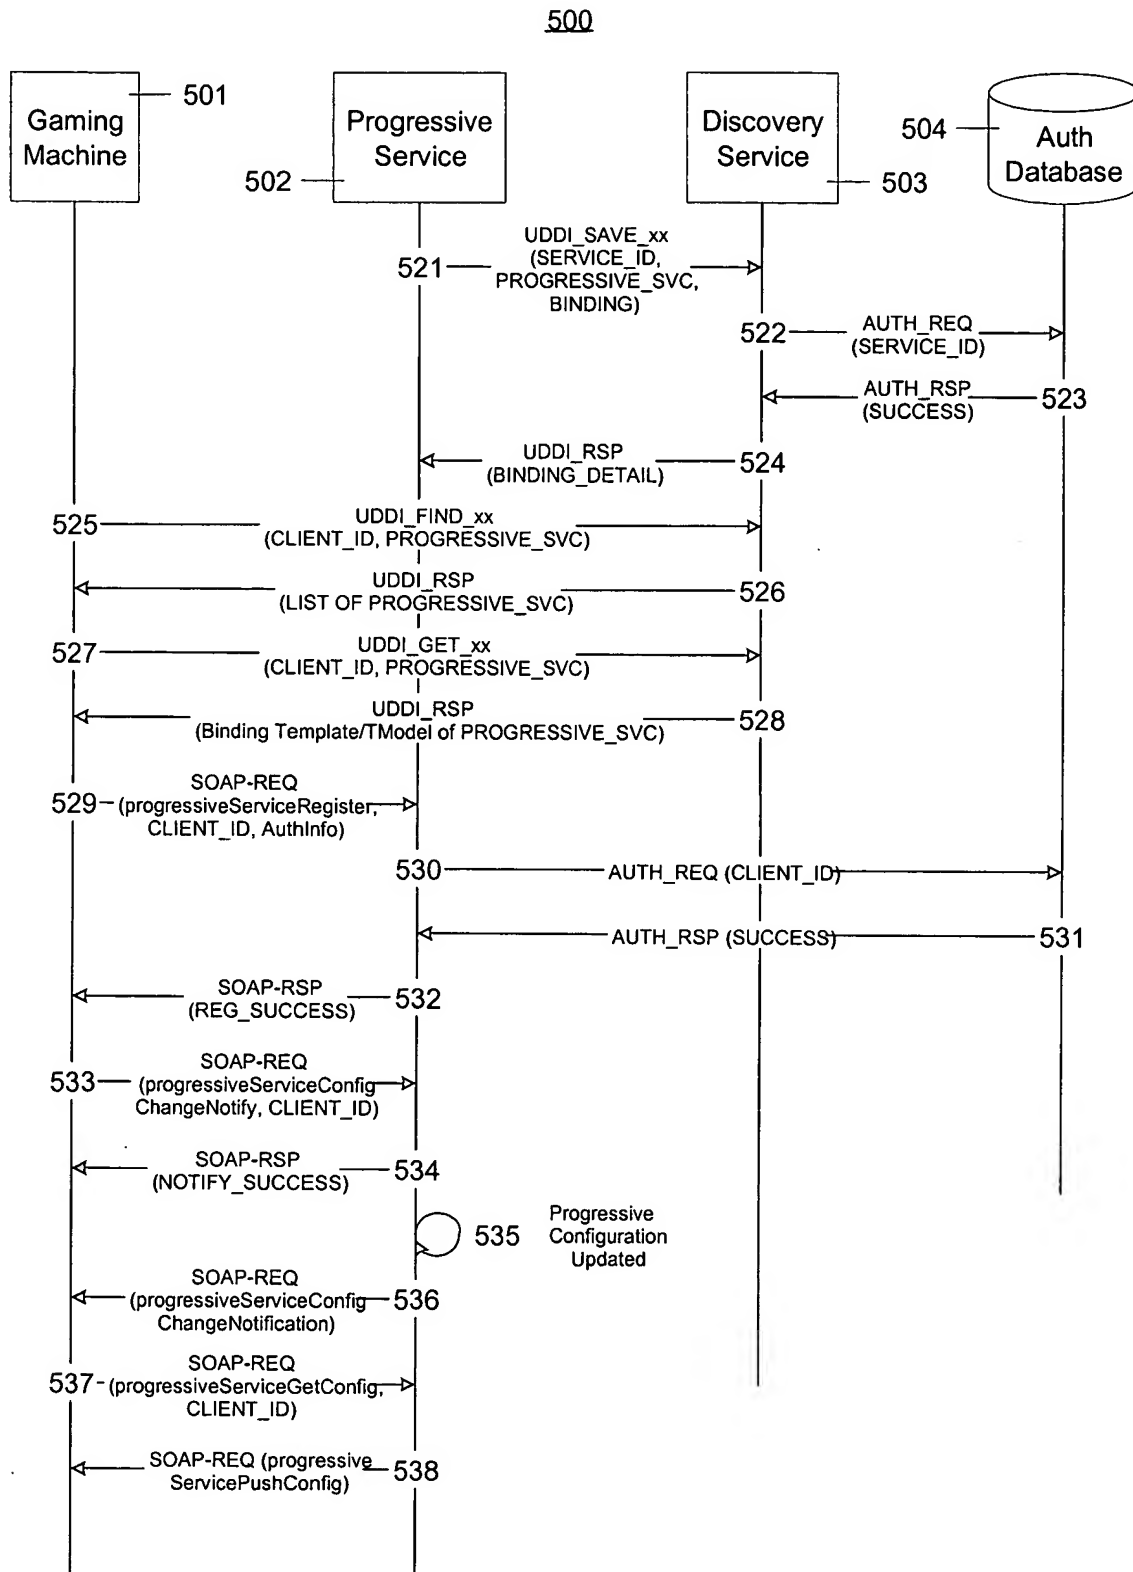 500
501
Gaming
Machine
Progressive
Service
502
Discovery
Service
503
504
Auth
Database
521
UDDI_SAVE_xx
(SERVICE_ID,
PROGRESSIVE_SVC,
BINDING)
522
AUTH_REQ
(SERVICE_ID)
AUTH_RSP
(SUCCESS)
523
UDDI_RSP
(BINDING_DETAIL)
524
525
UDDI_FIND_xx
(CLIENT_ID, PROGRESSIVE_SVC)
UDDI_RSP
(LIST OF PROGRESSIVE_SVC)
526
527
UDDI_GET_xx
(CLIENT_ID, PROGRESSIVE_SVC)
UDDI_RSP
(Binding Template/TModel of PROGRESSIVE_SVC)
528
529
SOAP-REQ
(progressiveServiceRegister,
CLIENT_ID, AuthInfo)
530
AUTH_REQ (CLIENT_ID)
AUTH_RSP (SUCCESS)
531
SOAP-RSP
(REG_SUCCESS)
532
533
SOAP-REQ
(progressiveServiceConfig
ChangeNotify, CLIENT_ID)
SOAP-RSP
(NOTIFY_SUCCESS)
534
535
Progressive
Configuration
Updated
SOAP-REQ
(progressiveServiceConfig
ChangeNotification)
536
537
SOAP-REQ
(progressiveServiceGetConfig,
CLIENT_ID)
SOAP-REQ (progressive
ServicePushConfig)
538